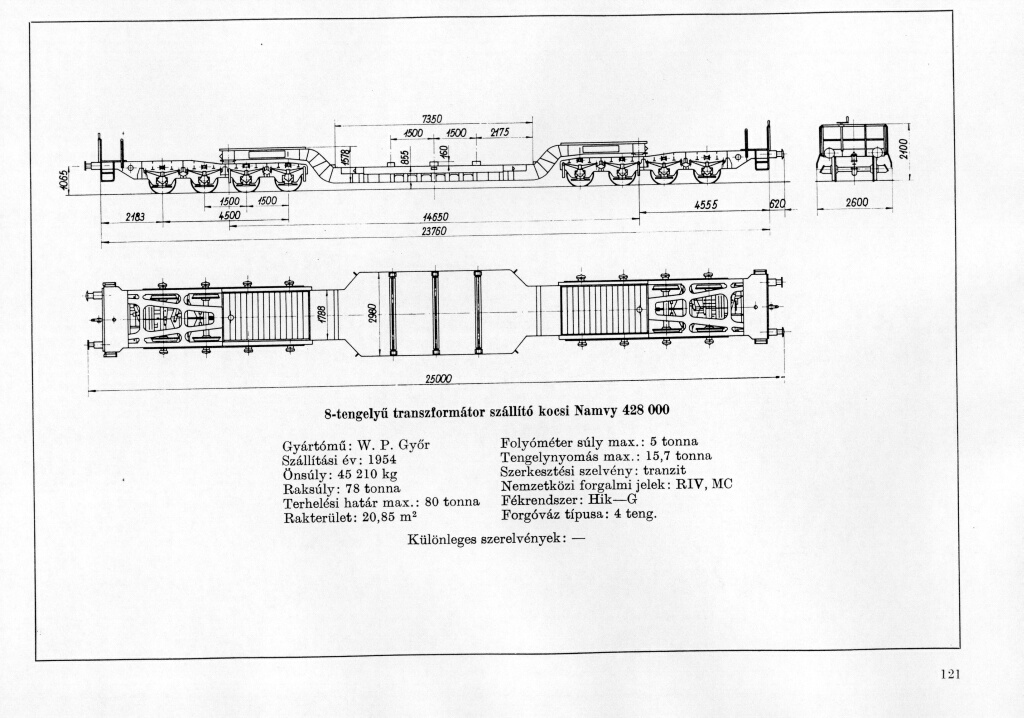 7350
1500 1500 2175
1578 855 160
1065
2100
1500 1500
2183 4500 14650 4555 620 2600
23760
1788 2980
25000
8-tengelyű transzformátor szállító kocsi Namvy 428 000
Gyártómű: W. P. Győr
Szállítási év: 1954
Önsúly: 45 210 kg
Raksúly: 78 tonna
Terhelési határ max.: 80 tonna
Rakterület: 20,85 m²
Folyóméter súly max.: 5 tonna
Tengelynyomás max.: 15,7 tonna
Szerkesztési szelvény: tranzit
Nemzetközi forgalmi jelek: RIV, MC
Fékrendszer: Hik—G
Forgóváz típusa: 4 teng.
Különleges szerelvények: —
121